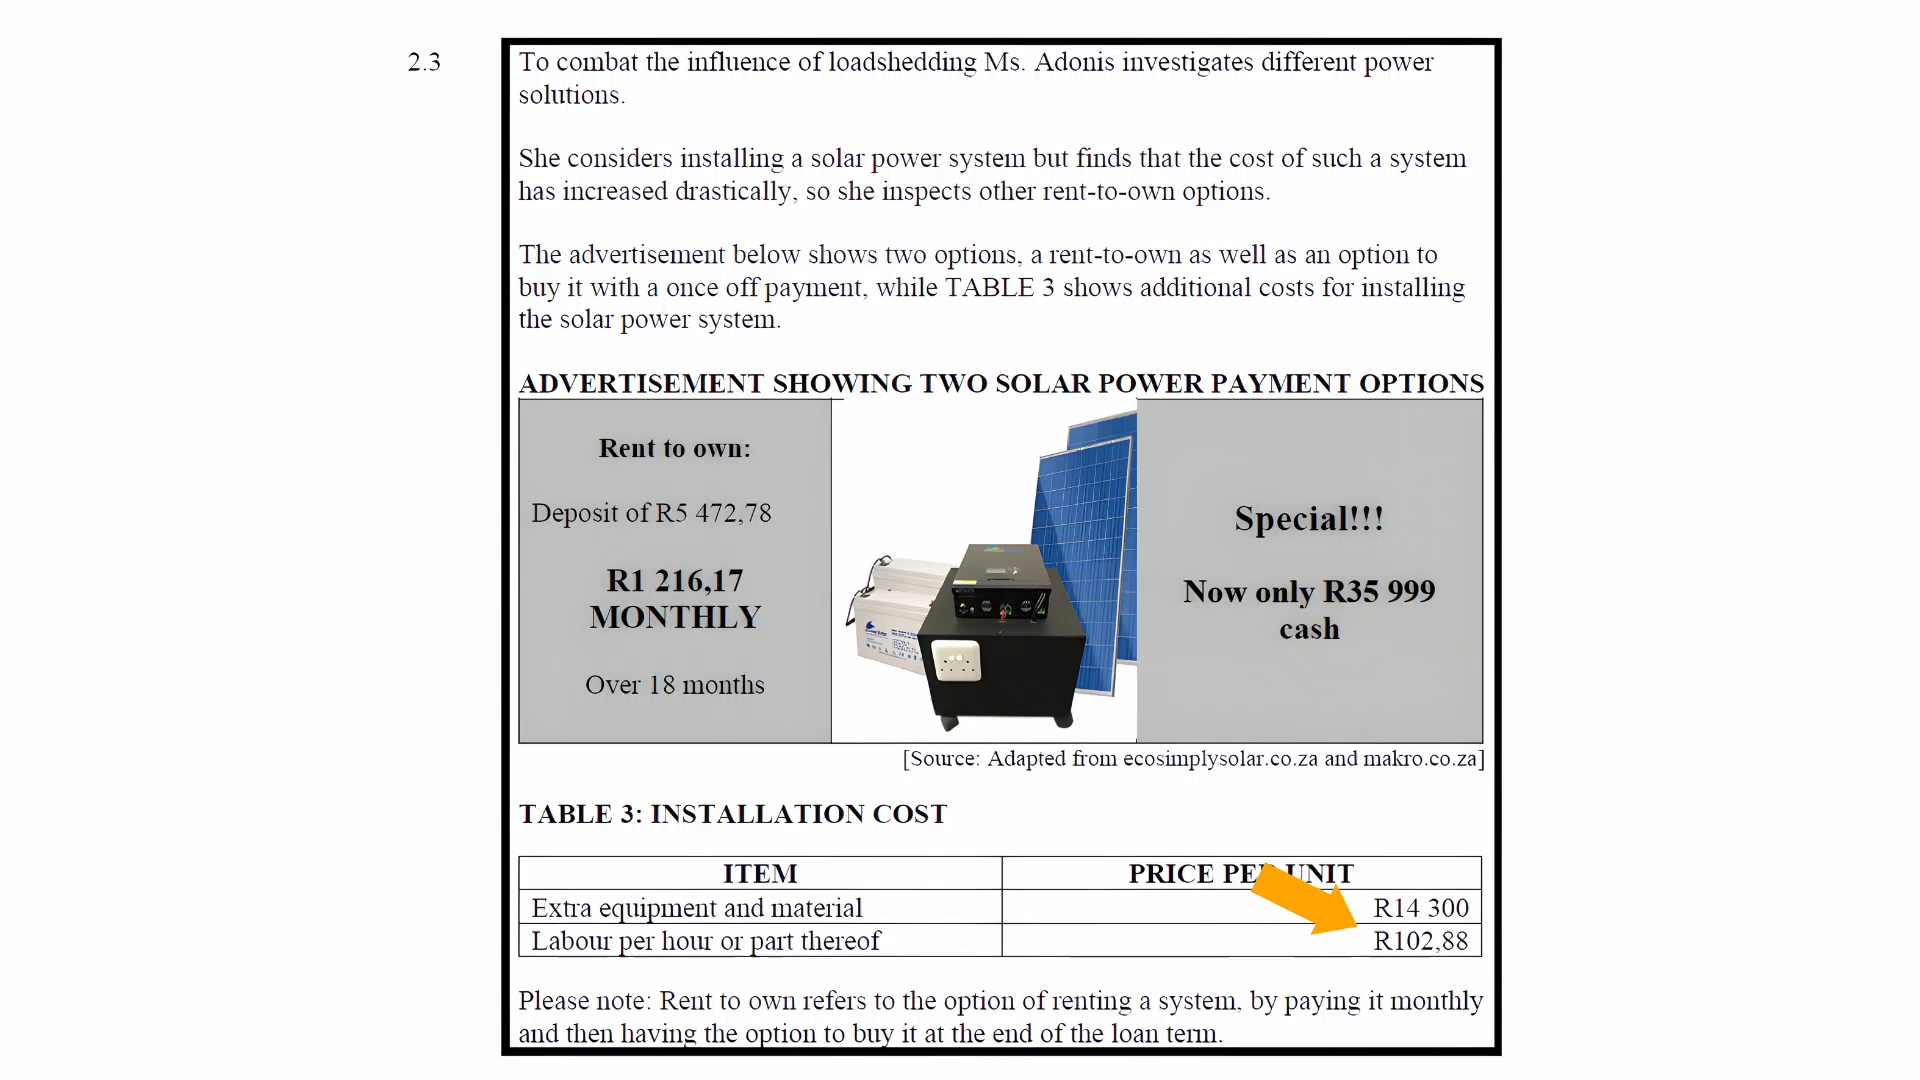 2.3
To combat the influence of loadshedding Ms. Adonis investigates different power
solutions.
She considers installing a solar power system but finds that the cost of such a system
has increased drastically, so she inspects other rent-to-own options.
The advertisement below shows two options, a rent-to-own as well as an option to
buy it with a once off payment, while TABLE 3 shows additional costs for installing
the solar power system.
ADVERTISEMENT SHOWING TWO SOLAR POWER PAYMENT OPTIONS
Rent to own:
Deposit of R5 472,78
R1 216,17
MONTHLY
Over 18 months
Special!!!
Now only R35 999
cash
[Source: Adapted from ecosimplysolar.co.za and makro.co.za]
TABLE 3: INSTALLATION COST
ITEM PRICE PER UNIT
Extra equipment and material R14 300
Labour per hour or part thereof R102,88
Please note: Rent to own refers to the option of renting a system, by paying it monthly
and then having the option to buy it at the end of the loan term.